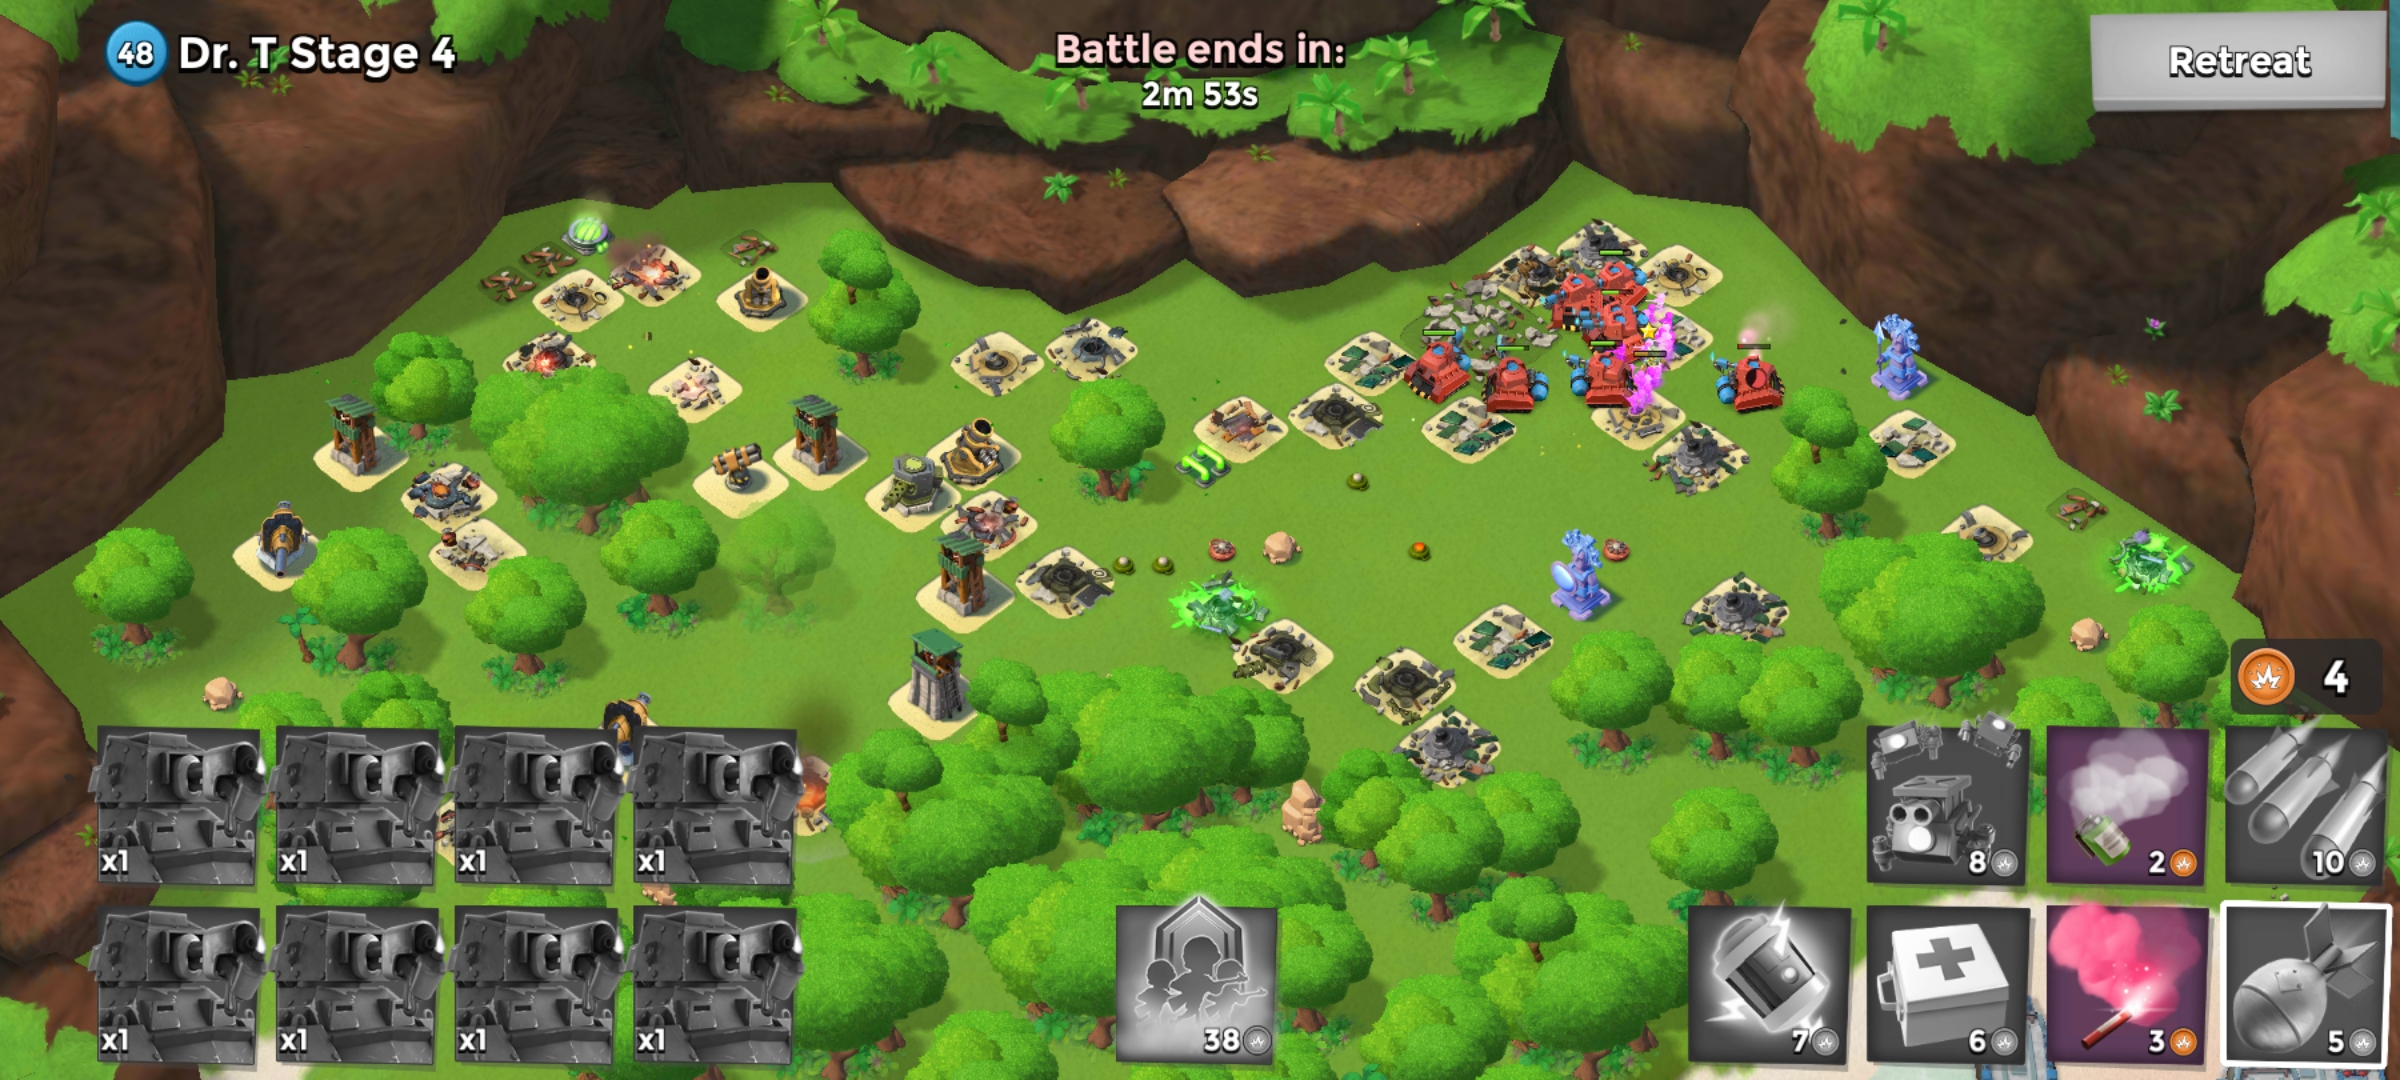 48 Dr. T Stage 4
Battle ends in:
2m 53s
Retreat
4
x1 x1 x1 x1
8 2 10
x1 x1 x1 x1
38 7 6 3 5